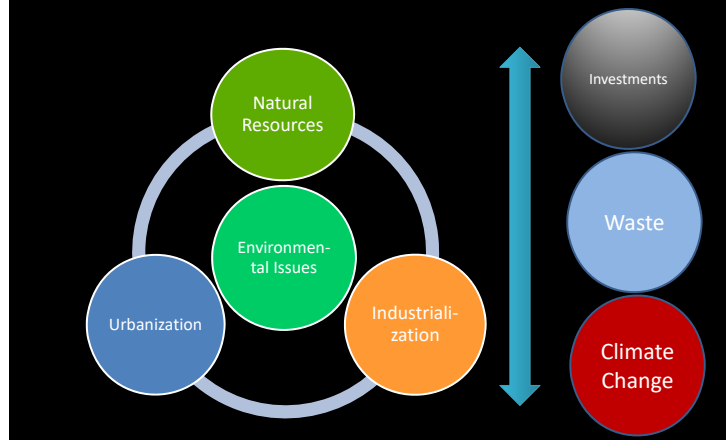 Natural
Resources
Environmen-
tal Issues
Urbanization
Industriali-
zation
Investments
Waste
Climate
Change